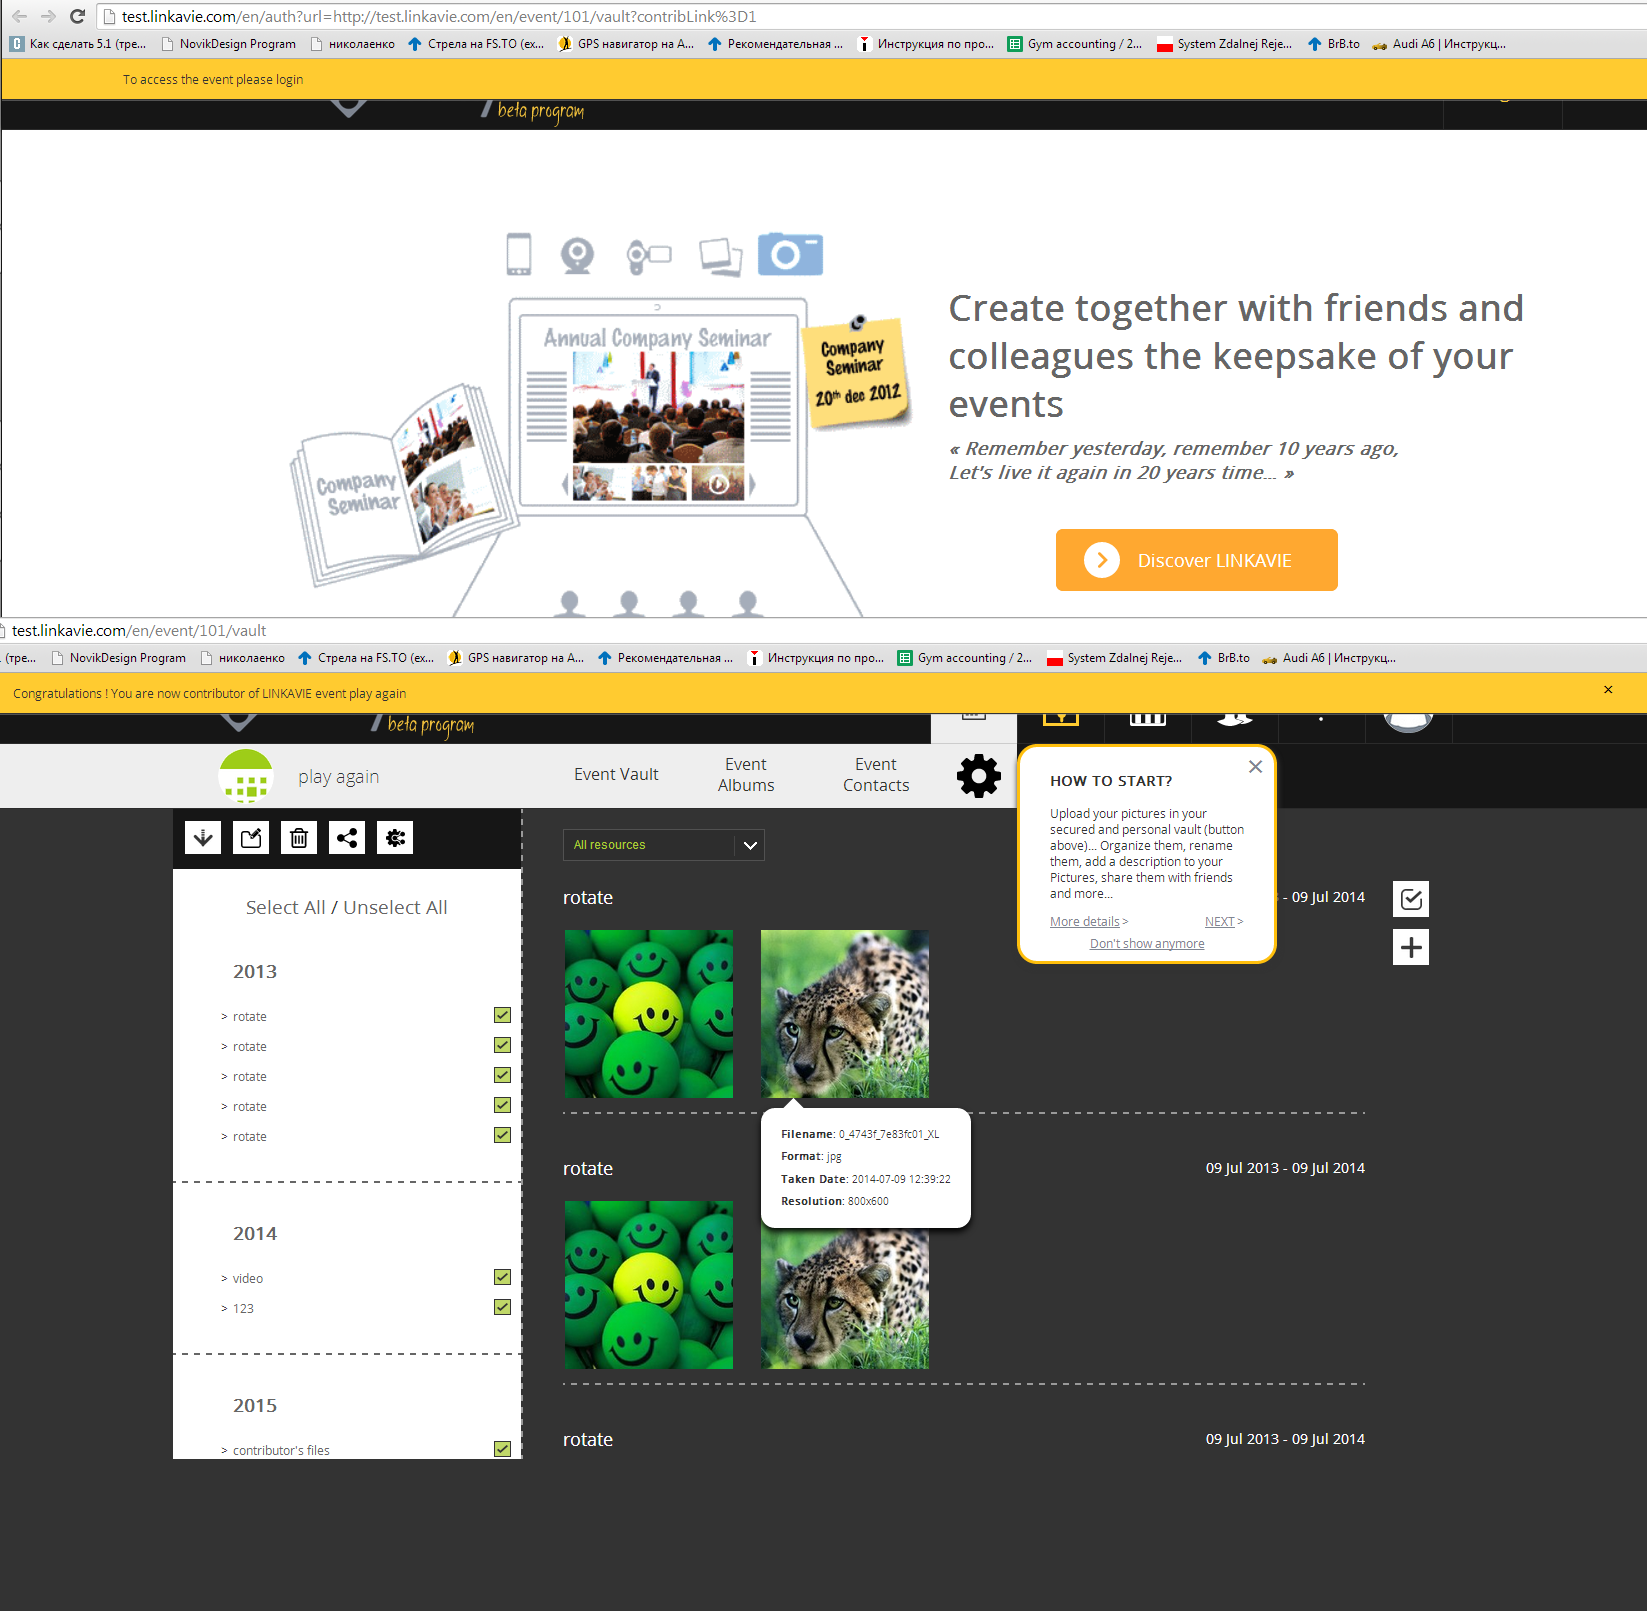 test.linkavie.com/en/auth?url=http://test.linkavie.com/en/event/101/vault?contribLink%3D1
Как сделать 5.1 (тре... NovikDesign Program николаенко Стрела на FS.TO (ex... GPS навигатор на A... Рекомендательная ... Инструкция по про... Gym accounting / 2... System Zdalnej Reje... BrB.to Audi A6 | Инструкц...
To access the event please login
beta program
Annual Company Seminar
Company
Seminar
20th dec 2012
Company
Seminar
Create together with friends and
colleagues the keepsake of your
events
« Remember yesterday, remember 10 years ago,
Let's live it again in 20 years time... »
Discover LINKAVIE
test.linkavie.com/en/event/101/vault
(тре... NovikDesign Program николаенко Стрела на FS.TO (ex... GPS навигатор на A... Рекомендательная ... Инструкция по про... Gym accounting / 2... System Zdalnej Reje... BrB.to Audi A6 | Инструкц...
Congratulations ! You are now contributor of LINKAVIE event play again
beta program
play again
Event Vault
Event
Albums
Event
Contacts
HOW TO START?
Upload your pictures in your
secured and personal vault (button
above)... Organize them, rename
them, add a description to your
Pictures, share them with friends
and more...
More details > NEXT >
Don't show anymore
Select All / Unselect All
2013
> rotate
> rotate
> rotate
> rotate
> rotate
2014
> video
> 123
2015
> contributor's files
All resources
rotate - 09 Jul 2014
Filename: 0_4743f_7e83fc01_XL
Format: jpg
Taken Date: 2014-07-09 12:39:22
Resolution: 800x600
rotate 09 Jul 2013 - 09 Jul 2014
rotate 09 Jul 2013 - 09 Jul 2014